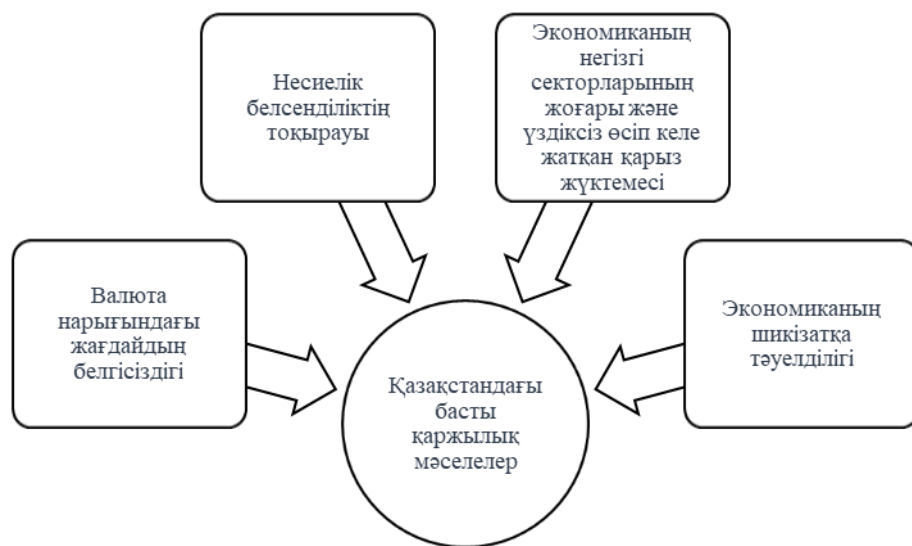 Несиелік
белсенділіктің
тоқырауы
Экономиканың
негізгі
секторларының
жоғары және
үздіксіз өсіп келе
жатқан қарыз
жүктемесі
Валюта
нарығындағы
жағдайдың
белгісіздігі
Экономиканың
шикізатқа
тәуелділігі
Қазақстандағы
басты
қаржылық
мәселелер